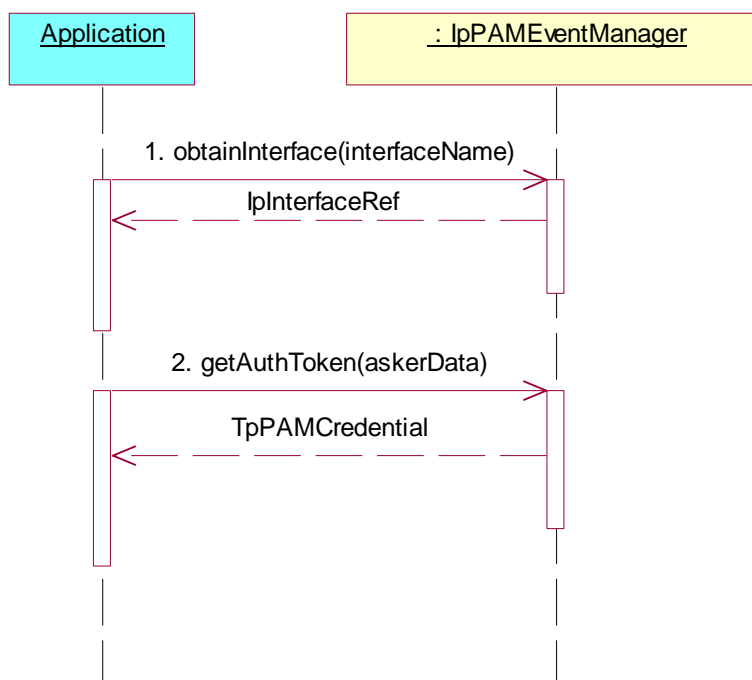 Application
: IpPAMEventManager
1. obtainInterface(interfaceName)
IpInterfaceRef
2. getAuthToken(askerData)
TpPAMCredential